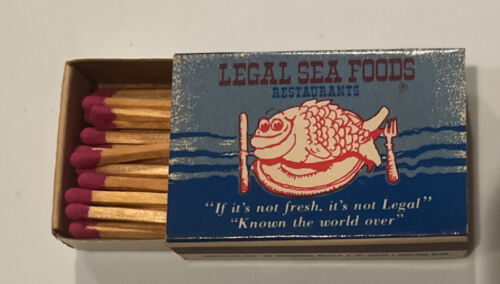 LEGAL SEA FOODS
RESTAURANTS ®
"If it's not fresh, it's not Legal"
"Known the world over"